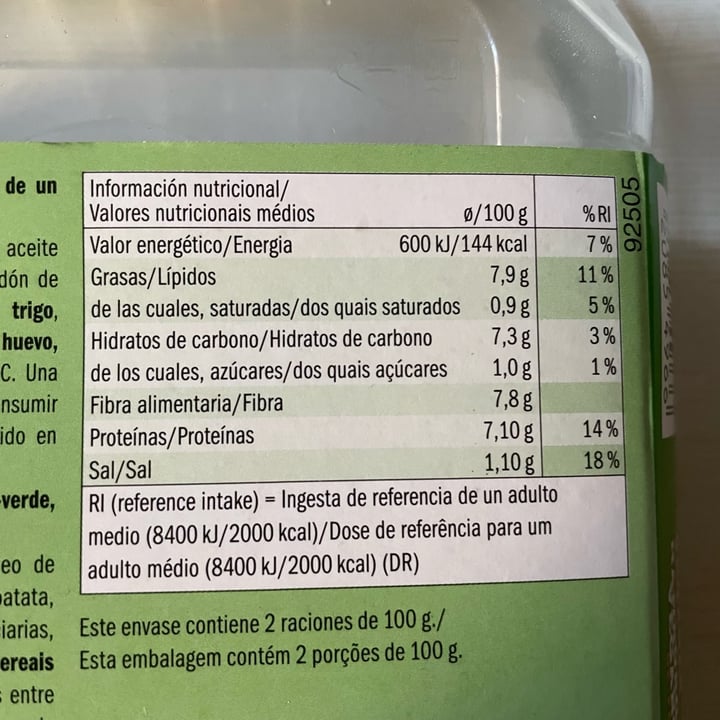 de un
aceite
dón de
trigo,
huevo,
C. Una
nsumir
ido en
-verde,
eo de
patata,
iarias,
ereais
s entre
Información nutricional/
Valores nutricionais médios ø/100 g % RI
Valor energético/Energia 600 kJ/144 kcal 7 %
Grasas/Lípidos 7,9 g 11 %
de las cuales, saturadas/dos quais saturados 0,9 g 5 %
Hidratos de carbono/Hidratos de carbono 7,3 g 3 %
de los cuales, azúcares/dos quais açúcares 1,0 g 1 %
Fibra alimentaria/Fibra 7,8 g
Proteínas/Proteínas 7,10 g 14 %
Sal/Sal 1,10 g 18 %
RI (reference intake) = Ingesta de referencia de un adulto
medio (8400 kJ/2000 kcal)/Dose de referência para um
adulto médio (8400 kJ/2000 kcal) (DR)
Este envase contiene 2 raciones de 100 g./
Esta embalagem contém 2 porções de 100 g.
92505